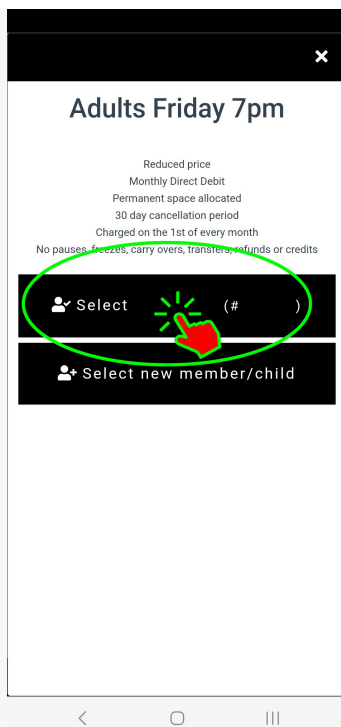 Adults Friday 7pm
Reduced price
Monthly Direct Debit
Permanent space allocated
30 day cancellation period
Charged on the 1st of every month
No pauses, freezes, carry overs, transfers, refunds or credits
Select (# )
Select new member/child